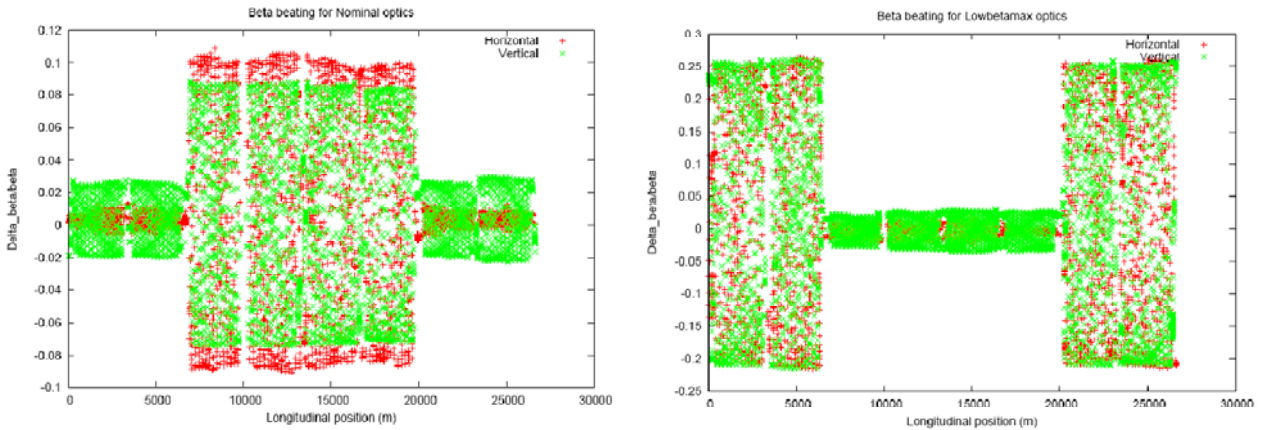 Beta beating for Nominal optics
0.12
0.1
0.08
0.06
0.04
0.02
0
-0.02
-0.04
-0.06
-0.08
-0.1
Delta_beta/beta
Horizontal
Vertical
0 5000 10000 15000 20000 25000 30000
Longitudinal position (m)
Beta beating for Lowbetamax optics
0.3
0.25
0.2
0.15
0.1
0.05
0
-0.05
-0.1
-0.15
-0.2
-0.25
Delta_beta/beta
Horizontal
Vertical
0 5000 10000 15000 20000 25000 30000
Longitudinal position (m)